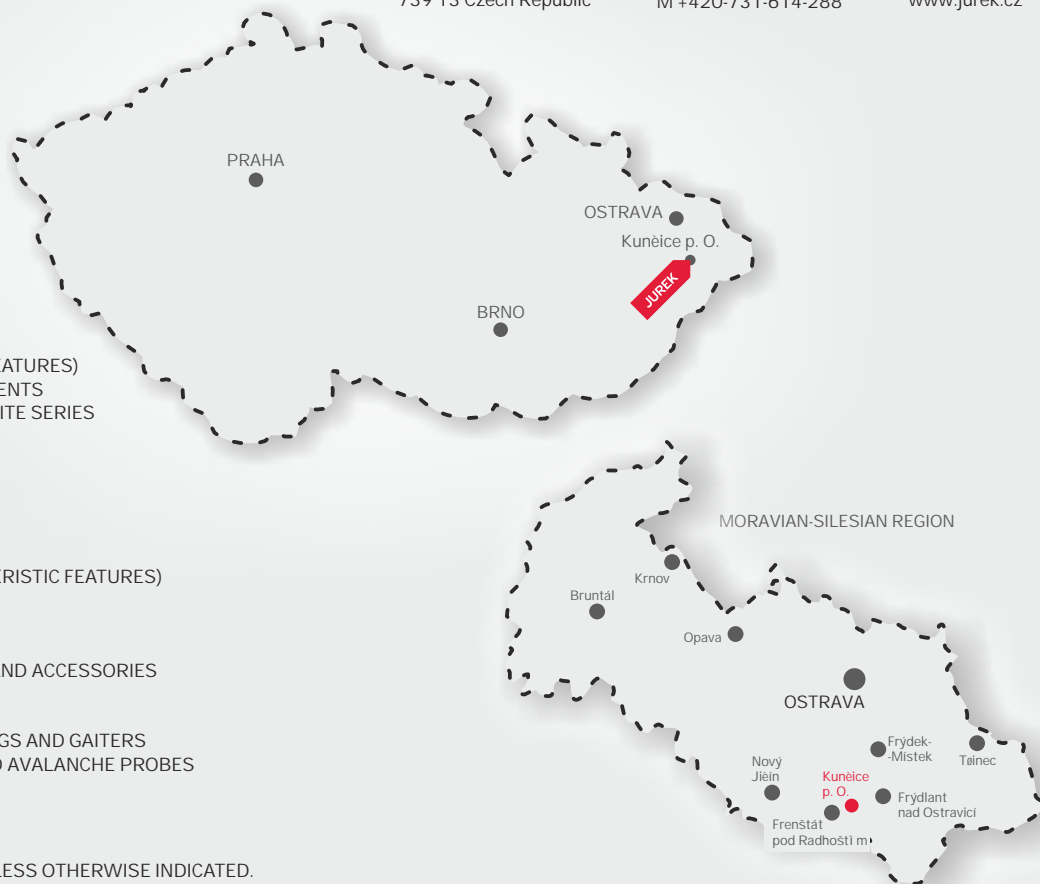 739 13 Czech Republic
M +420-731-614-288
www.jurek.cz
PRAHA
OSTRAVA
Kunèice p. O.
JUREK
BRNO
EATURES)
ENTS
ITE SERIES
MORAVIAN-SILESIAN REGION
Krnov
ERISTIC FEATURES)
Bruntál
Opava
AND ACCESSORIES
OSTRAVA
GS AND GAITERS
D AVALANCHE PROBES
Frýdek-
-Místek
Tøinec
Nový
Jièín
Kunèice
p. O.
Frýdlant
nad Ostravicí
Frenštát
pod Radhoští m
LESS OTHERWISE INDICATED.